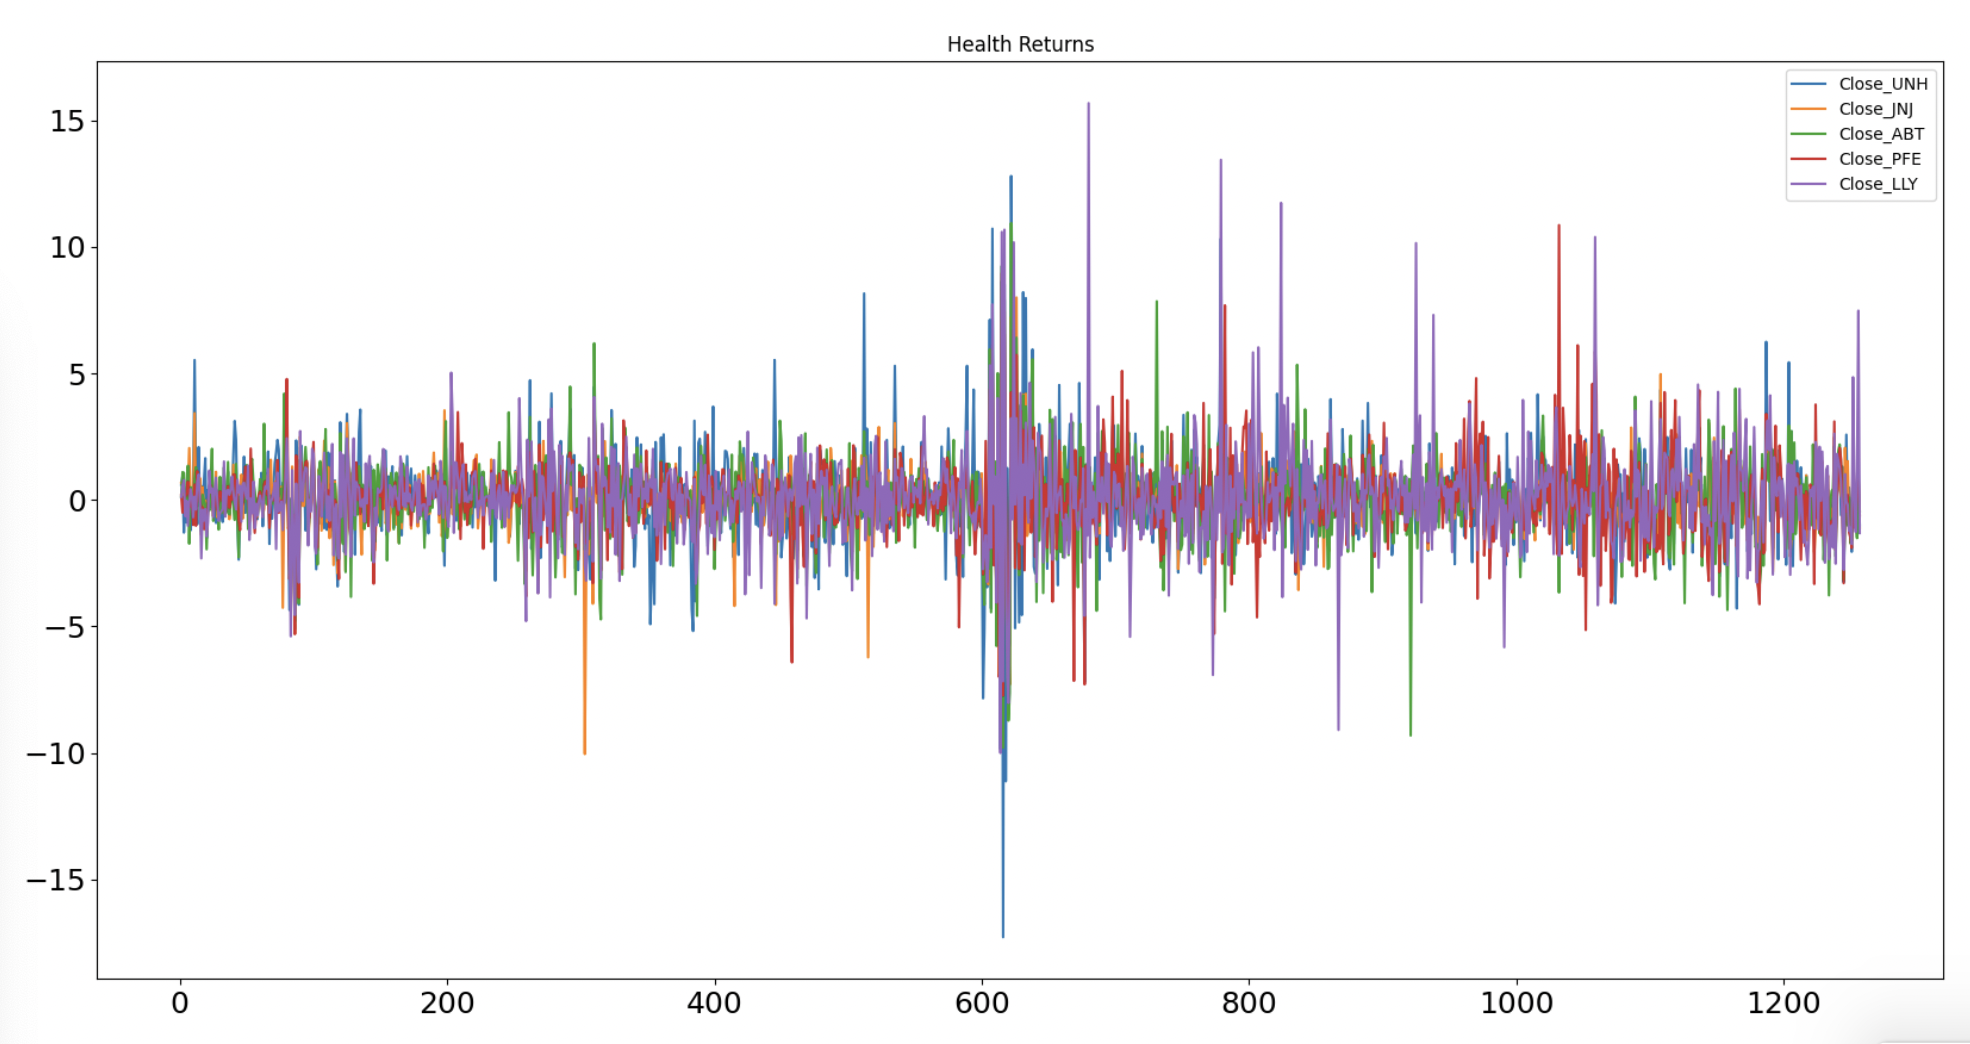 Health Returns
Close_UNH
Close_JNJ
Close_ABT
Close_PFE
Close_LLY
15
10
5
0
−5
−10
−15
0 200 400 600 800 1000 1200